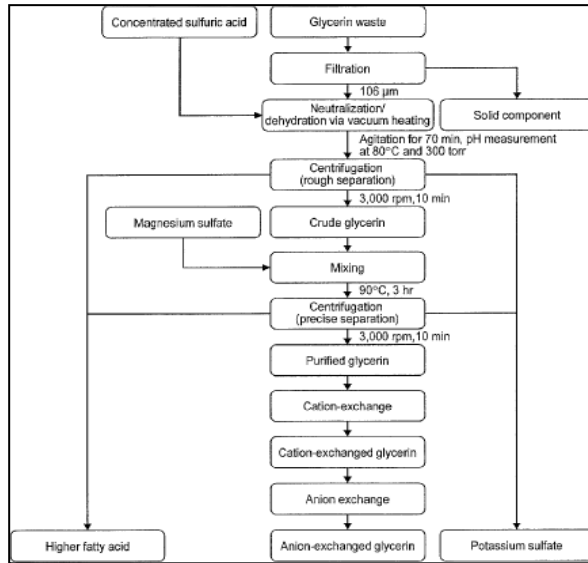 Concentrated sulfuric acid
Glycerin waste
Filtration
106 μm
Neutralization/
dehydration via vacuum heating
Solid component
Agitation for 70 min, pH measurement
at 80°C and 300 torr
Centrifugation
(rough separation)
3,000 rpm,10 min
Magnesium sulfate
Crude glycerin
Mixing
90°C, 3 hr
Centrifugation
(precise separation)
3,000 rpm,10 min
Purified glycerin
Cation-exchange
Cation-exchanged glycerin
Anion exchange
Higher fatty acid
Anion-exchanged glycerin
Potassium sulfate